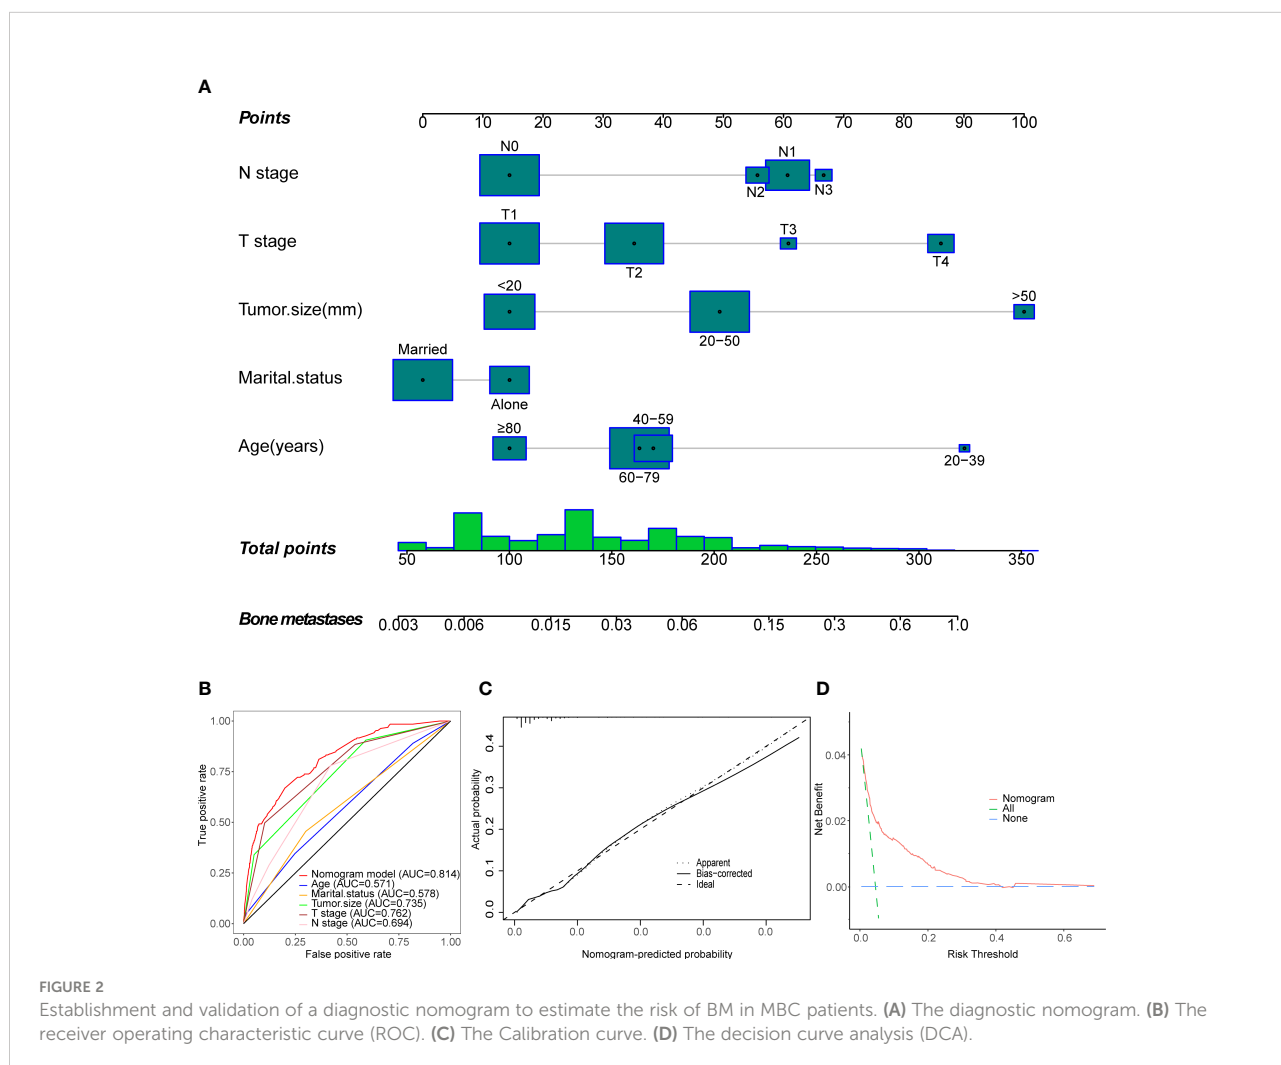 A
Points
0 10 20 30 40 50 60 70 80 90 100
N0 N1
N stage
N2 N3
T1 T3
T stage
T2 T4
<20 >50
Tumor.size(mm)
20−50
Married
Marital.status
Alone
≥80 40−59
Age(years)
60−79 20−39
Total points
50 100 150 200 250 300 350
Bone metastases
0.003 0.006 0.015 0.03 0.06 0.15 0.3 0.6 1.0
B
True positive rate
1.00
0.75
0.50
0.25
0.00
Nomogram model (AUC=0.814)
Age (AUC=0.571)
Marital.status (AUC=0.578)
Tumor.size (AUC=0.735)
T stage (AUC=0.762)
N stage (AUC=0.694)
0.00 0.25 0.50 0.75 1.00
False positive rate
C
Actual probability
0.4
0.3
0.2
0.1
0.0
Apparent
Bias−corrected
Ideal
0.0 0.0 0.0 0.0 0.0
Nomogram-predicted probability
D
Net Benefit
0.04
0.02
0.00
Nomogram
All
None
0.0 0.2 0.4 0.6
Risk Threshold
FIGURE 2
Establishment and validation of a diagnostic nomogram to estimate the risk of BM in MBC patients. (A) The diagnostic nomogram. (B) The
receiver operating characteristic curve (ROC). (C) The Calibration curve. (D) The decision curve analysis (DCA).